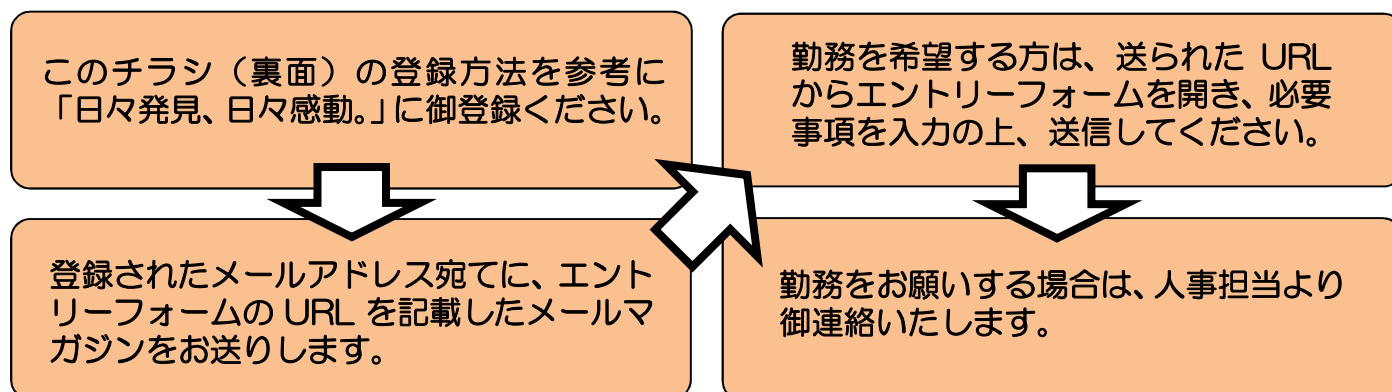 このチラシ（裏面）の登録方法を参考に
「日々発見、日々感動。」に御登録ください。
登録されたメールアドレス宛てに、エント
リーフォームの URL を記載したメールマ
ガジンをお送りします。
勤務を希望する方は、送られた URL
からエントリーフォームを開き、必要
事項を入力の上、送信してください。
勤務をお願いする場合は、人事担当より
御連絡いたします。